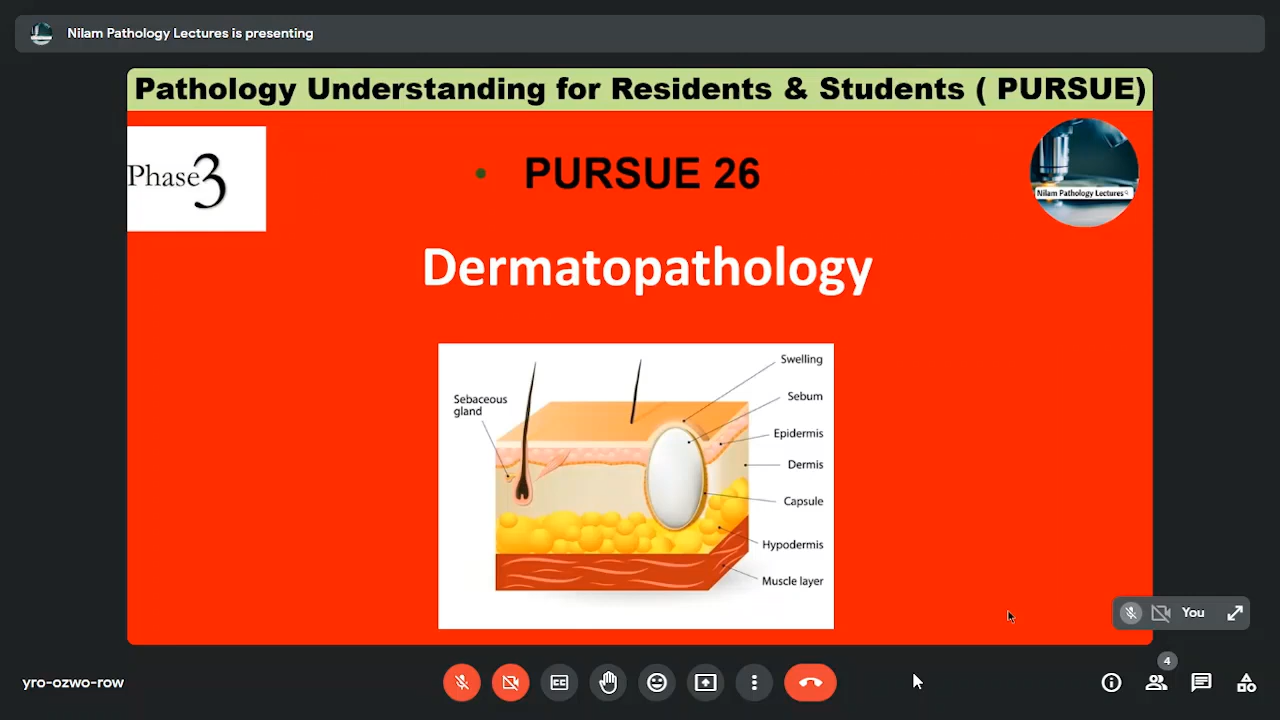 Nilam Pathology Lectures is presenting
Pathology Understanding for Residents & Students ( PURSUE)
Phase3
• PURSUE 26
Nilam Pathology Lectures
Dermatopathology
Swelling
Sebaceous
gland
Sebum
Epidermis
Dermis
Capsule
Hypodermis
Muscle layer
You
4
yro-ozwo-row
CC